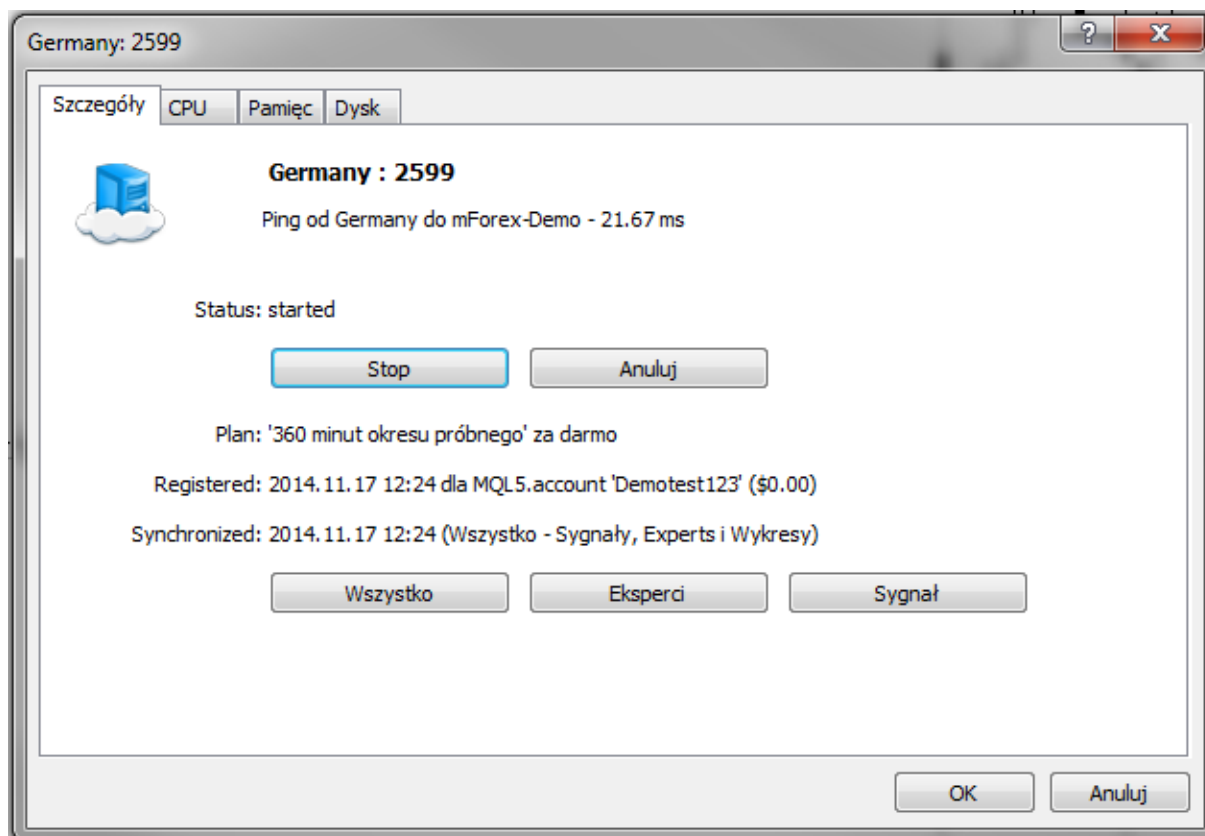 Germany: 2599
Szczegóły CPU Pamięc Dysk
Germany : 2599
Ping od Germany do mForex-Demo - 21.67 ms
Status: started
Stop Anuluj
Plan: '360 minut okresu próbnego' za darmo
Registered: 2014.11.17 12:24 dla MQL5.account 'Demotest123' ($0.00)
Synchronized: 2014.11.17 12:24 (Wszystko - Sygnały, Experts i Wykresy)
Wszystko Eksperci Sygnał
OK Anuluj